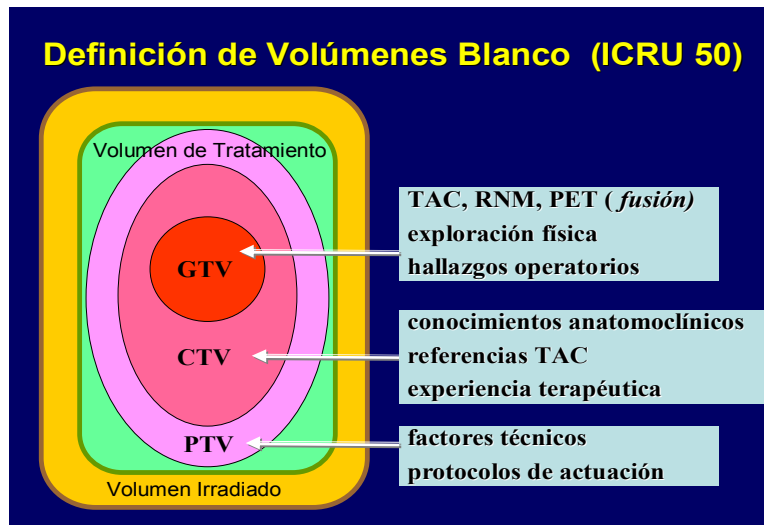 Definición de Volúmenes Blanco (ICRU 50)
Volumen de Tratamiento
GTV
CTV
PTV
Volumen Irradiado
TAC, RNM, PET ( fusión)
exploración física
hallazgos operatorios
conocimientos anatomoclínicos
referencias TAC
experiencia terapéutica
factores técnicos
protocolos de actuación